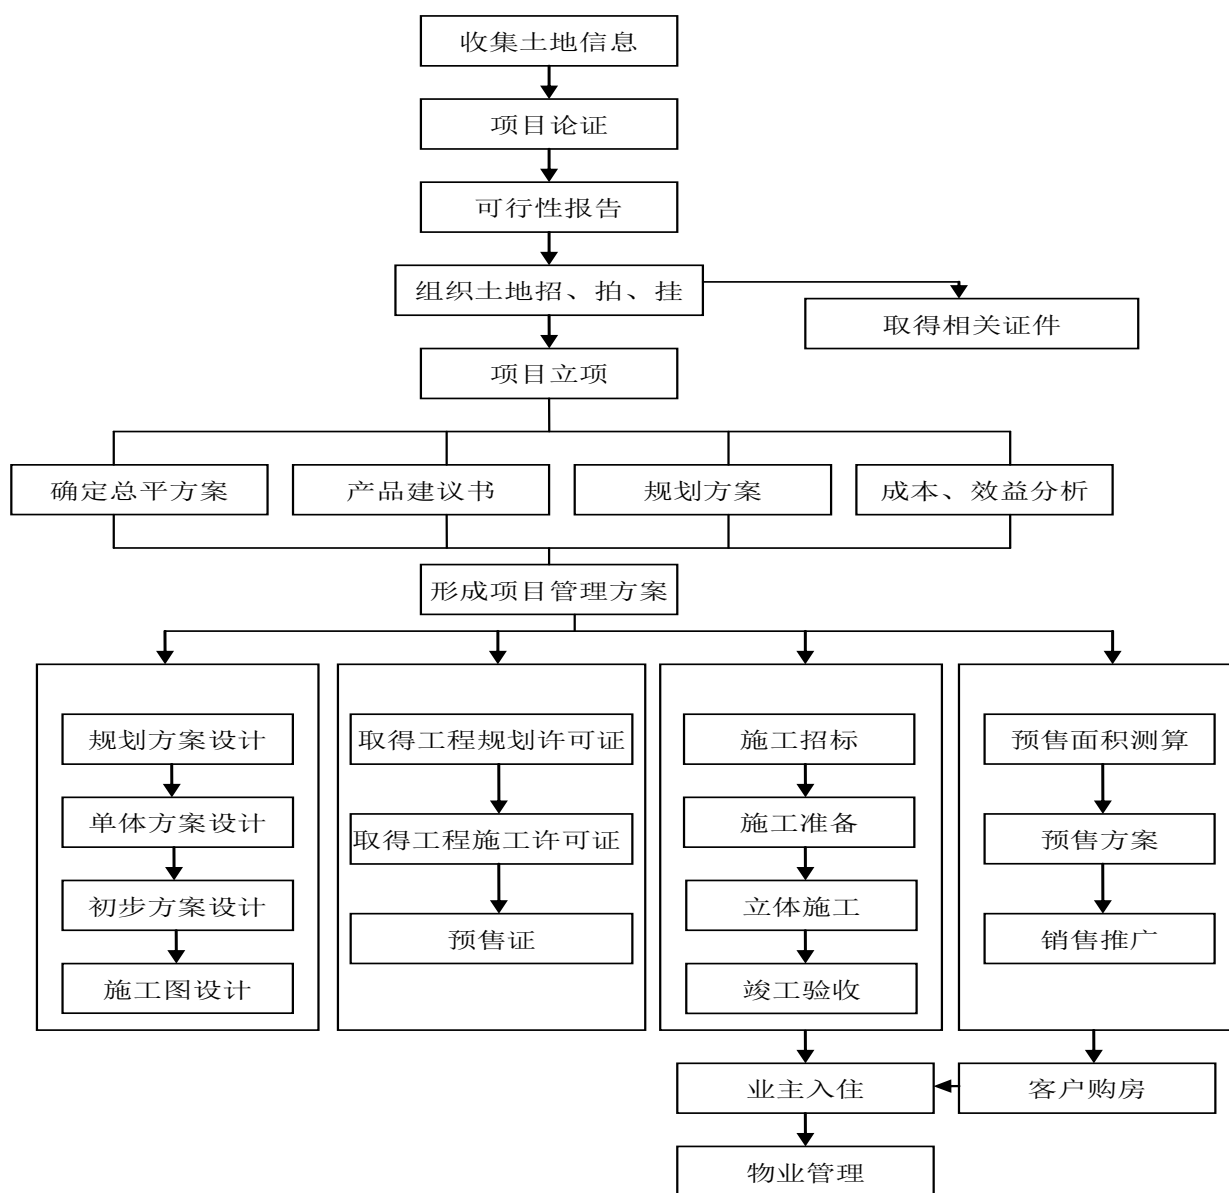 收集土地信息
项目论证
可行性报告
组织土地招、拍、挂
取得相关证件
项目立项
确定总平方案
产品建议书
规划方案
成本、效益分析
形成项目管理方案
规划方案设计
单体方案设计
初步方案设计
施工图设计
取得工程规划许可证
取得工程施工许可证
预售证
施工招标
施工准备
立体施工
竣工验收
预售面积测算
预售方案
销售推广
业主入住
客户购房
物业管理